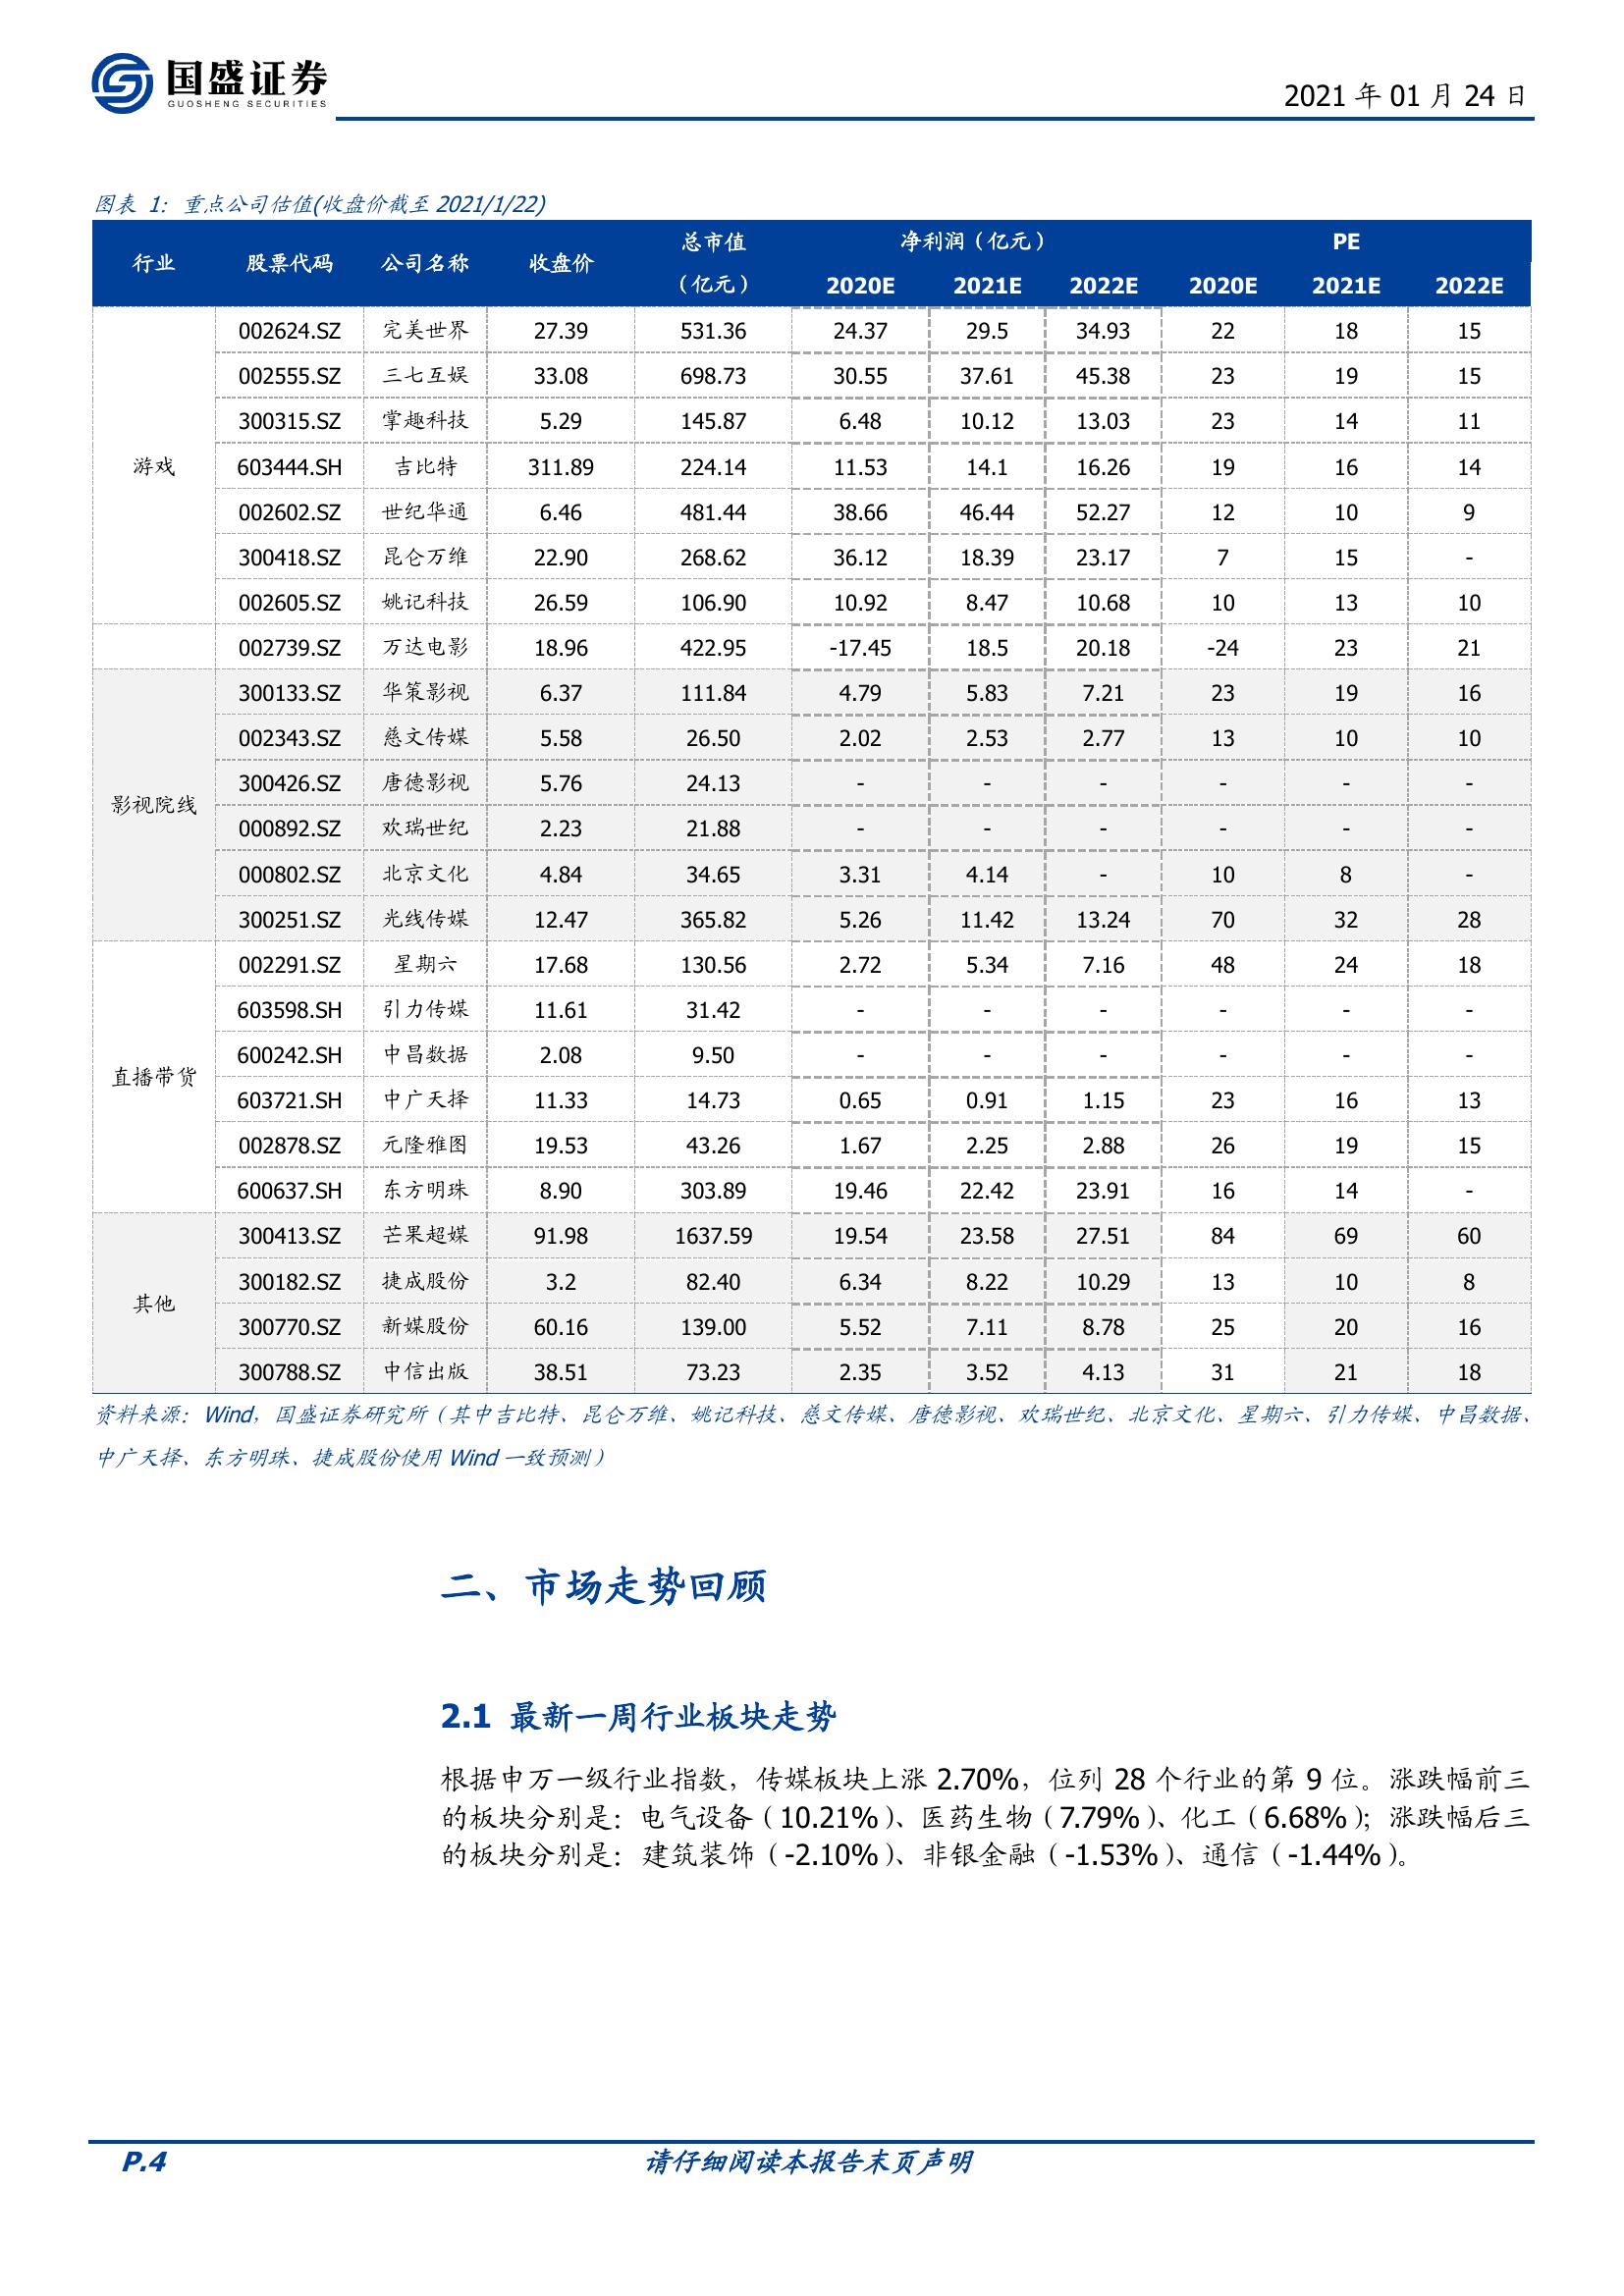 国盛证券
GUOSHENG SECURITIES
2021 年 01 月 24 日
图表 1：重点公司估值(收盘价截至 2021/1/22)
行业 股票代码 公司名称 收盘价 总市值（亿元） 净利润（亿元） PE
2020E 2021E 2022E 2020E 2021E 2022E
游戏
002624.SZ 完美世界 27.39 531.36 24.37 29.5 34.93 22 18 15
002555.SZ 三七互娱 33.08 698.73 30.55 37.61 45.38 23 19 15
300315.SZ 掌趣科技 5.29 145.87 6.48 10.12 13.03 23 14 11
603444.SH 吉比特 311.89 224.14 11.53 14.1 16.26 19 16 14
002602.SZ 世纪华通 6.46 481.44 38.66 46.44 52.27 12 10 9
300418.SZ 昆仑万维 22.90 268.62 36.12 18.39 23.17 7 15 -
002605.SZ 姚记科技 26.59 106.90 10.92 8.47 10.68 10 13 10
002739.SZ 万达电影 18.96 422.95 -17.45 18.5 20.18 -24 23 21
影视院线
300133.SZ 华策影视 6.37 111.84 4.79 5.83 7.21 23 19 16
002343.SZ 慈文传媒 5.58 26.50 2.02 2.53 2.77 13 10 10
300426.SZ 唐德影视 5.76 24.13 - - - - - -
000892.SZ 欢瑞世纪 2.23 21.88 - - - - - -
000802.SZ 北京文化 4.84 34.65 3.31 4.14 - 10 8 -
300251.SZ 光线传媒 12.47 365.82 5.26 11.42 13.24 70 32 28
直播带货
002291.SZ 星期六 17.68 130.56 2.72 5.34 7.16 48 24 18
603598.SH 引力传媒 11.61 31.42 - - - - - -
600242.SH 中昌数据 2.08 9.50 - - - - - -
603721.SH 中广天择 11.33 14.73 0.65 0.91 1.15 23 16 13
002878.SZ 元隆雅图 19.53 43.26 1.67 2.25 2.88 26 19 15
600637.SH 东方明珠 8.90 303.89 19.46 22.42 23.91 16 14 -
其他
300413.SZ 芒果超媒 91.98 1637.59 19.54 23.58 27.51 84 69 60
300182.SZ 捷成股份 3.2 82.40 6.34 8.22 10.29 13 10 8
300770.SZ 新媒股份 60.16 139.00 5.52 7.11 8.78 25 20 16
300788.SZ 中信出版 38.51 73.23 2.35 3.52 4.13 31 21 18
资料来源：Wind，国盛证券研究所（其中吉比特、昆仑万维、姚记科技、慈文传媒、唐德影视、欢瑞世纪、北京文化、星期六、引力传媒、中昌数据、
中广天择、东方明珠、捷成股份使用 Wind 一致预测）
二、市场走势回顾
2.1 最新一周行业板块走势
根据申万一级行业指数，传媒板块上涨 2.70%，位列 28 个行业的第 9 位。涨跌幅前三
的板块分别是：电气设备（10.21%）、医药生物（7.79%）、化工（6.68%）；涨跌幅后三
的板块分别是：建筑装饰（-2.10%）、非银金融（-1.53%）、通信（-1.44%）。
P.4 请仔细阅读本报告末页声明